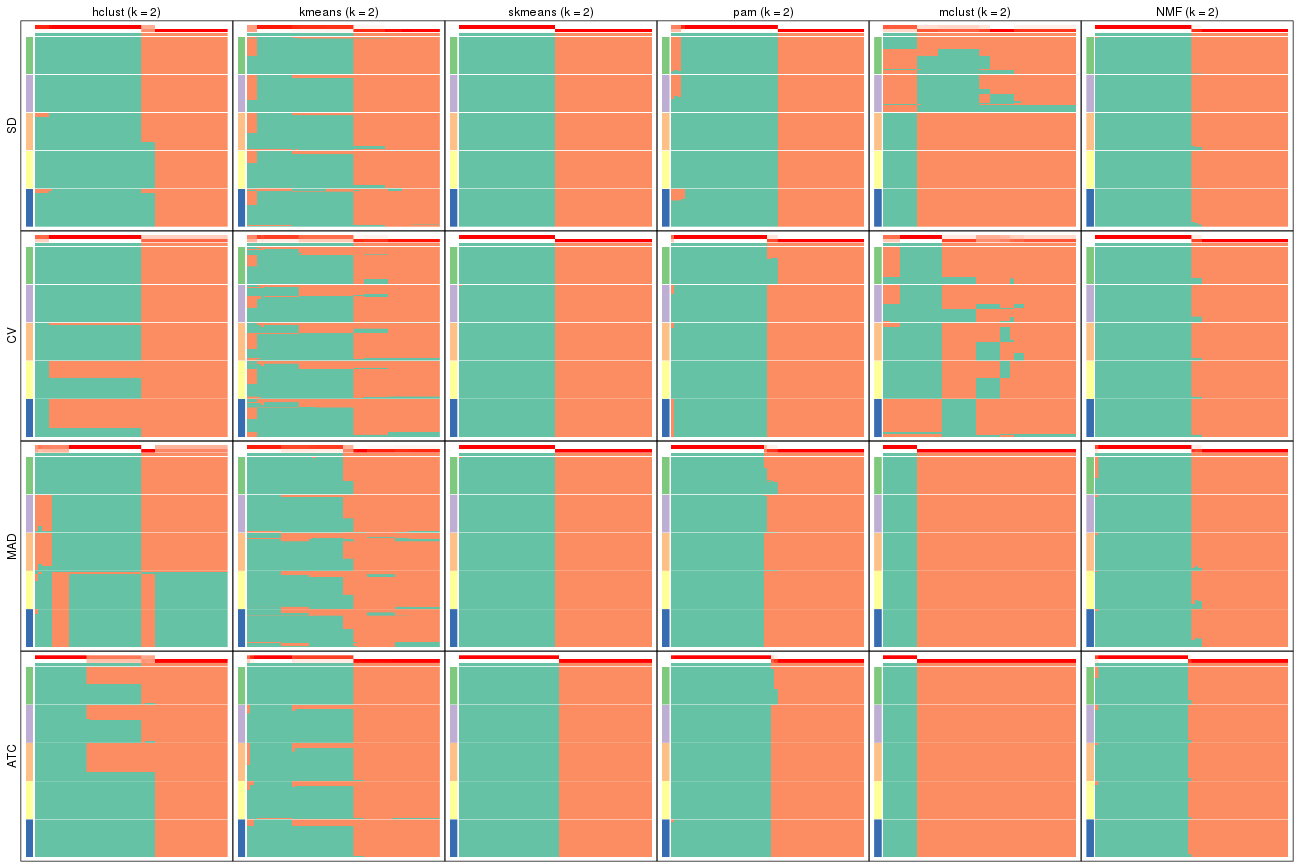 hclust (k = 2)
kmeans (k = 2)
skmeans (k = 2)
pam (k = 2)
mclust (k = 2)
NMF (k = 2)
SD
CV
MAD
ATC